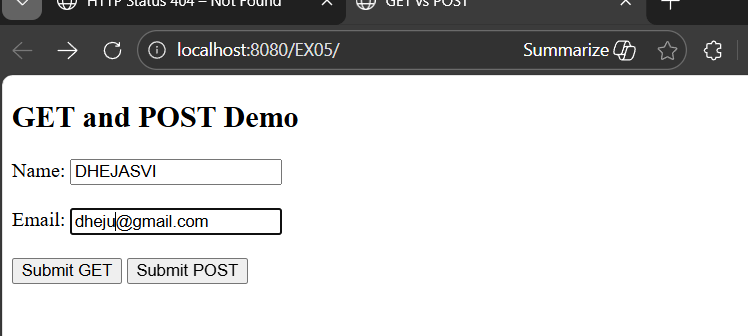 HTTP Status 404 – Not Found
GET vs POST
localhost:8080/EX05/
Summarize
GET and POST Demo
Name: DHEJASVI
Email: dheju@gmail.com
Submit GET Submit POST